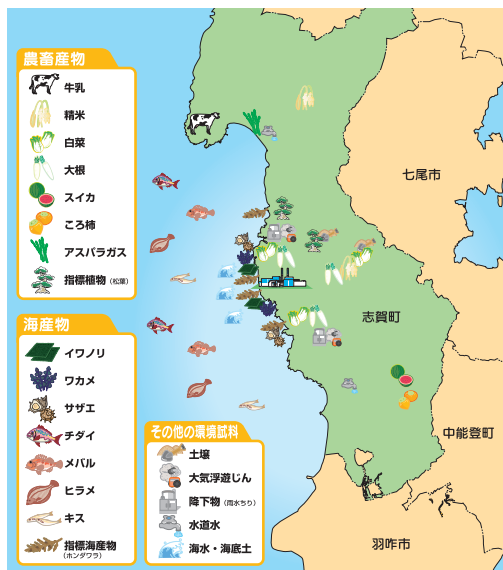 農畜産物
牛乳
精米
白菜
大根
スイカ
ころ柿
アスパラガス
指標植物(松葉)
海産物
イワノリ
ワカメ
サザエ
チダイ
メバル
ヒラメ
キス
指標海産物
(ホンダワラ)
その他の環境試料
土壌
大気浮遊じん
降下物(雨水ちり)
水道水
海水・海底土
七尾市
志賀町
中能登町
羽咋市